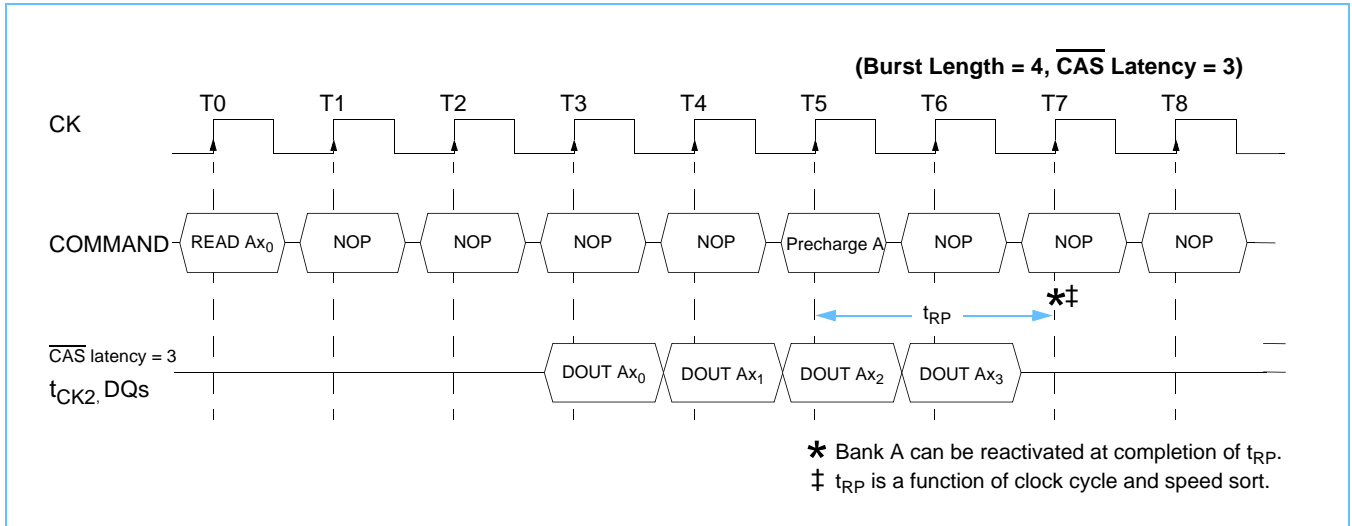 (Burst Length = 4, CAS Latency = 3)
T0 T1 T2 T3 T4 T5 T6 T7 T8
CK
COMMAND READ Ax0 NOP NOP NOP NOP Precharge A NOP NOP NOP
*‡
tRP
CAS latency = 3
tCK2, DQs DOUT Ax0 DOUT Ax1 DOUT Ax2 DOUT Ax3
* Bank A can be reactivated at completion of tRP.
‡ tRP is a function of clock cycle and speed sort.